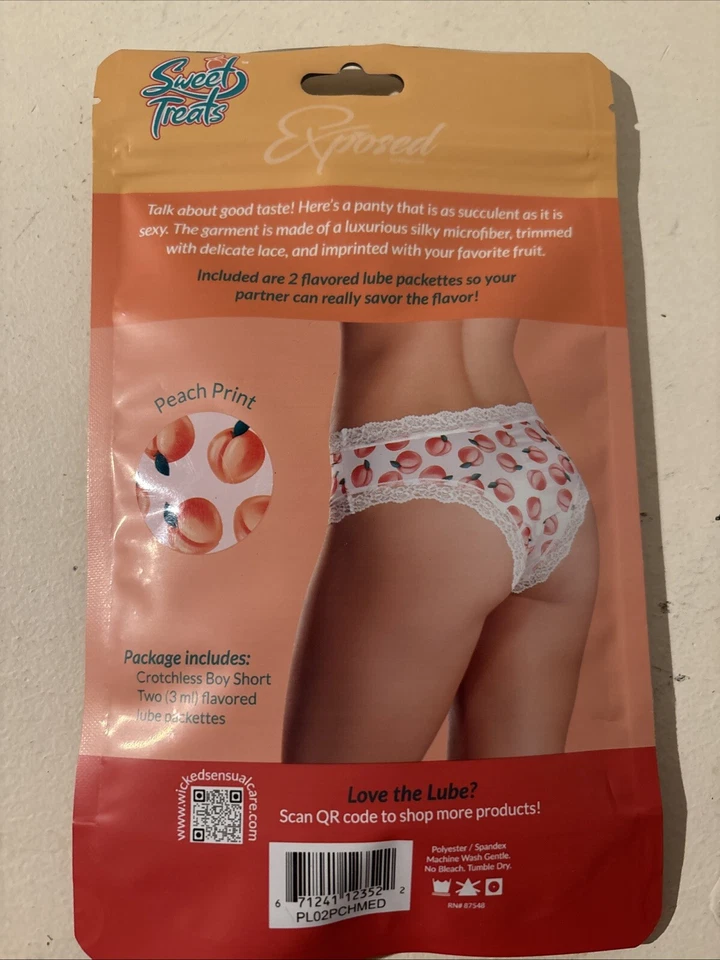 Sweet
Treats
Exposed
Talk about good taste! Here's a panty that is as succulent as it is
sexy. The garment is made of a luxurious silky microfiber, trimmed
with delicate lace, and imprinted with your favorite fruit.
Included are 2 flavored lube packettes so your
partner can really savor the flavor!
Peach Print
Package includes:
Crotchless Boy Short
Two (3 ml) flavored
lube packettes
www.wickedsensualcare.com
Love the Lube?
Scan QR code to shop more products!
6 71241 12352 2
PL02PCHMED
Polyester / Spandex
Machine Wash Gentle.
No Bleach. Tumble Dry.
RN# 87548